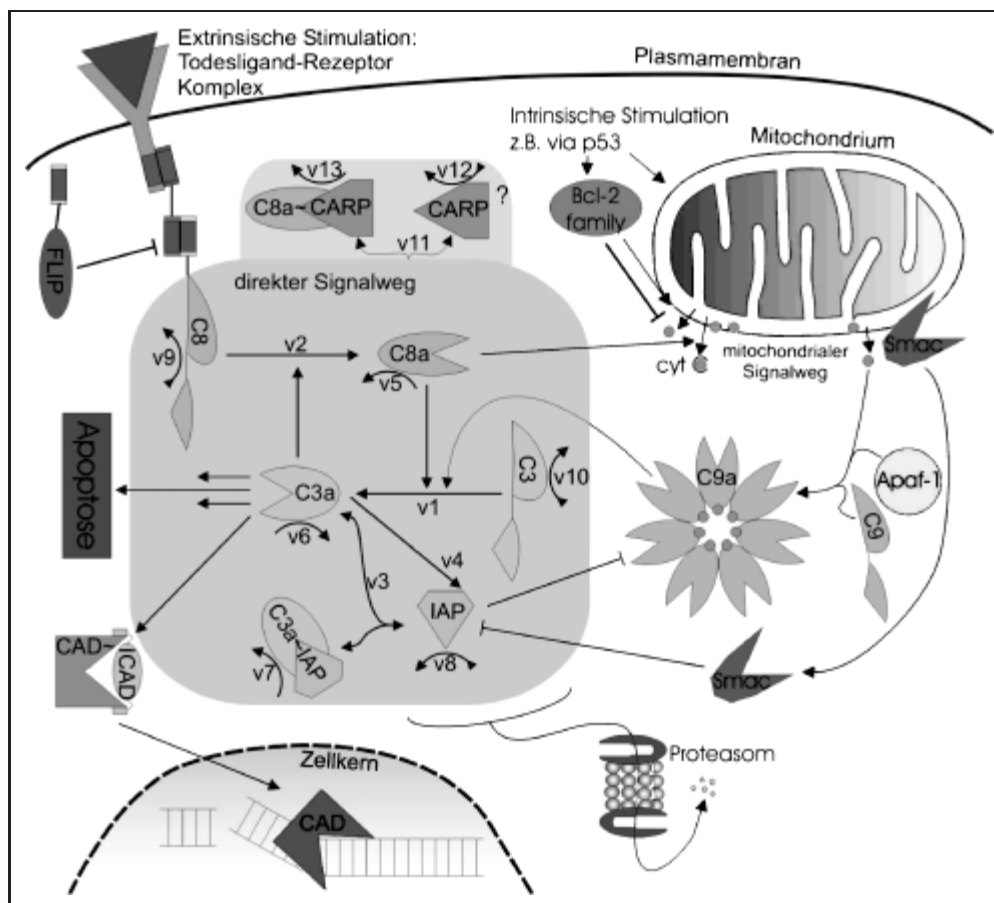 Extrinsische Stimulation:
Todesligand-Rezeptor
Komplex
Plasmamembran
Intrinsische Stimulation
z.B. via p53
Mitochondrium
v13
v12
?
C8a~CARP
CARP
Bcl-2
family
v11
FLIP
direkter Signalweg
C8
v9
v2
C8a
v5
cyt
mitochondrialer
Signalweg
Smac
Apoptose
C3a
v6
v1
C3
v10
C9a
Apaf-1
C9
v4
v3
IAP
v8
C3a~IAP
v7
CAD~
ICAD
Smac
Proteasom
Zellkern
CAD